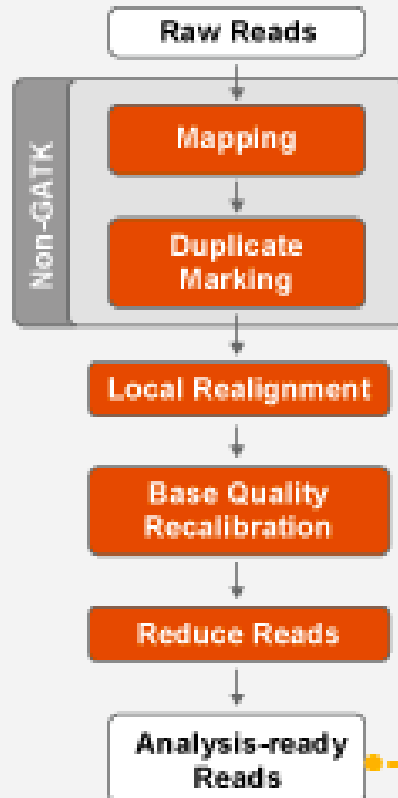 Raw Reads
Non-GATK
Mapping
Duplicate
Marking
Local Realignment
Base Quality
Recalibration
Reduce Reads
Analysis-ready
Reads